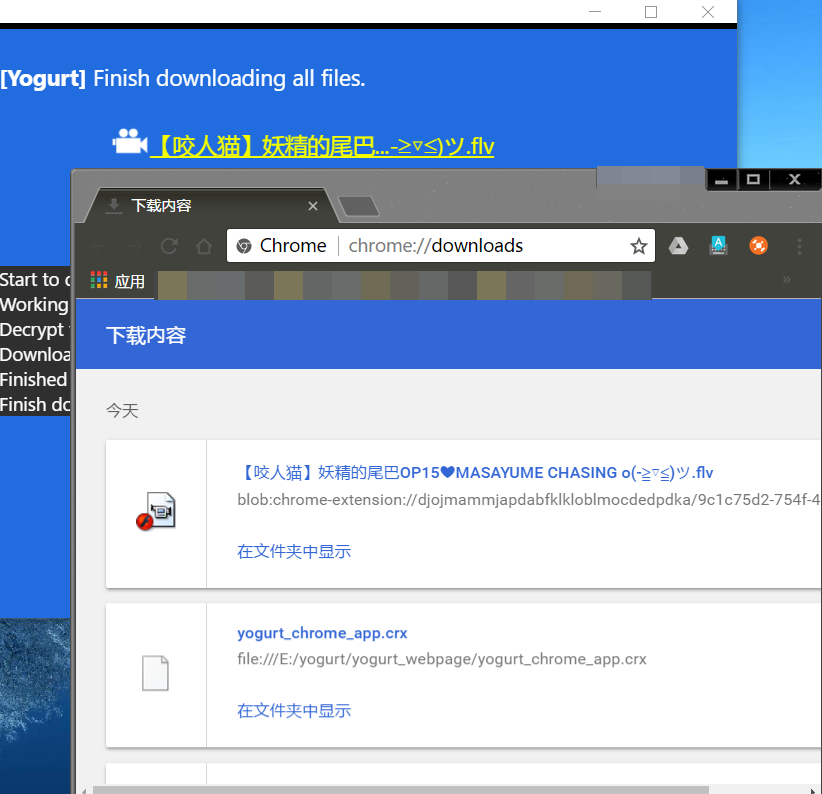 [Yogurt] Finish downloading all files.
【咬人猫】妖精的尾巴...-≥▿≤)ツ.flv
Start to
Working
Decrypt
Finished
Finish
下载内容
Chrome
chrome://downloads
应用
下载内容
今天
【咬人猫】妖精的尾巴OP15❤MASAYUME CHASING o(-≧▿≦)ツ.flv
blob:chrome-extension://djojmammjapdabfklkloblmocdedpdka/9c1c75d2-754f-4
在文件夹中显示
yogurt_chrome_app.crx
file:///E:/yogurt/yogurt_webpage/yogurt_chrome_app.crx
在文件夹中显示